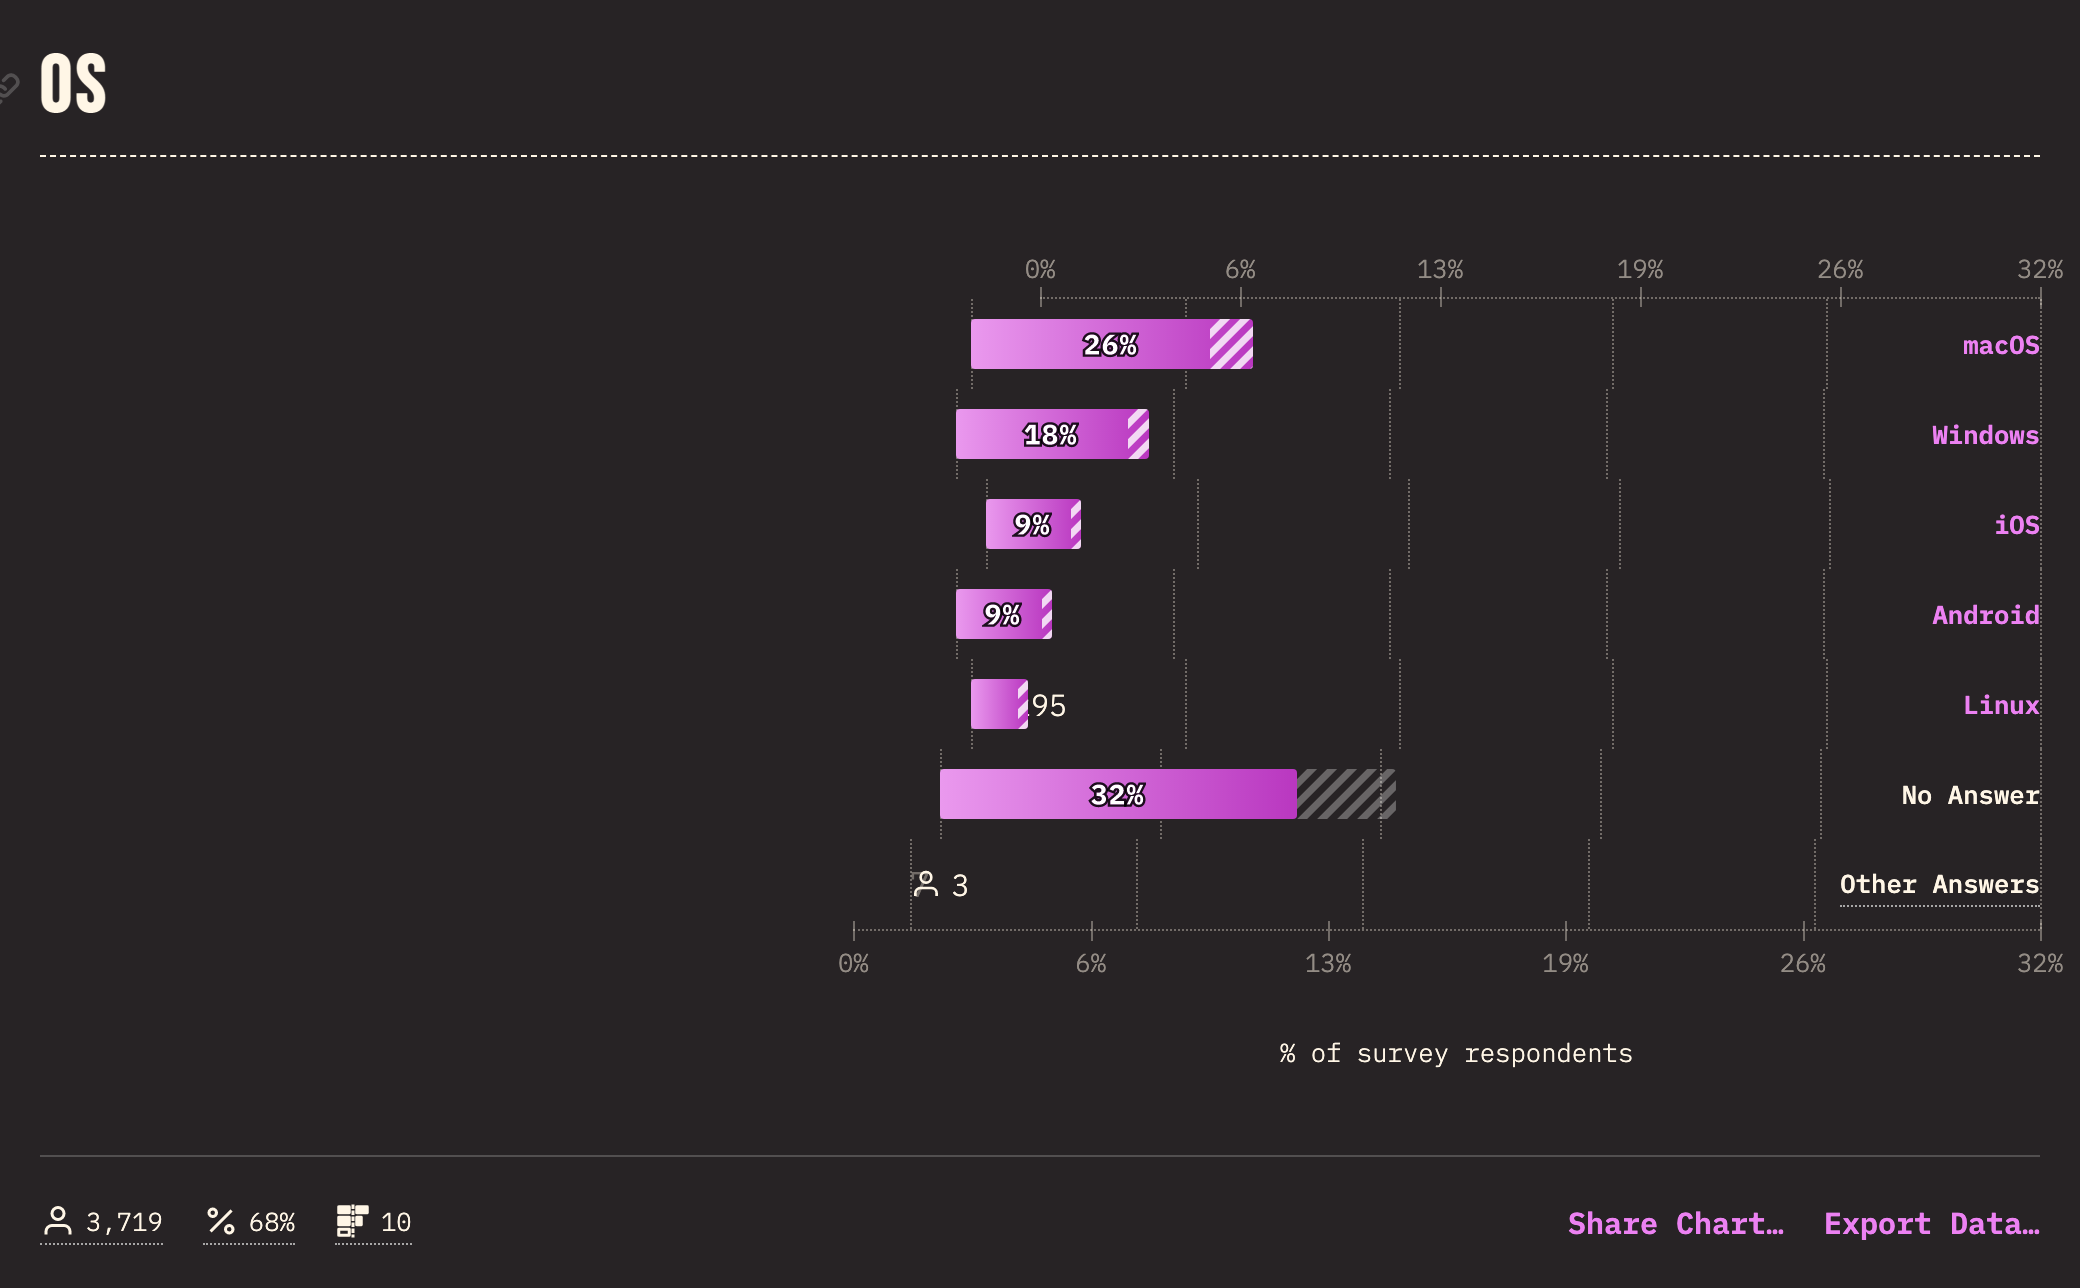 OS
0% 6% 13% 19% 26% 32%
26% macOS
18% Windows
9% iOS
9% Android
95 Linux
32% No Answer
3 Other Answers
0% 6% 13% 19% 26% 32%
% of survey respondents
3,719 68% 10 Share Chart… Export Data…